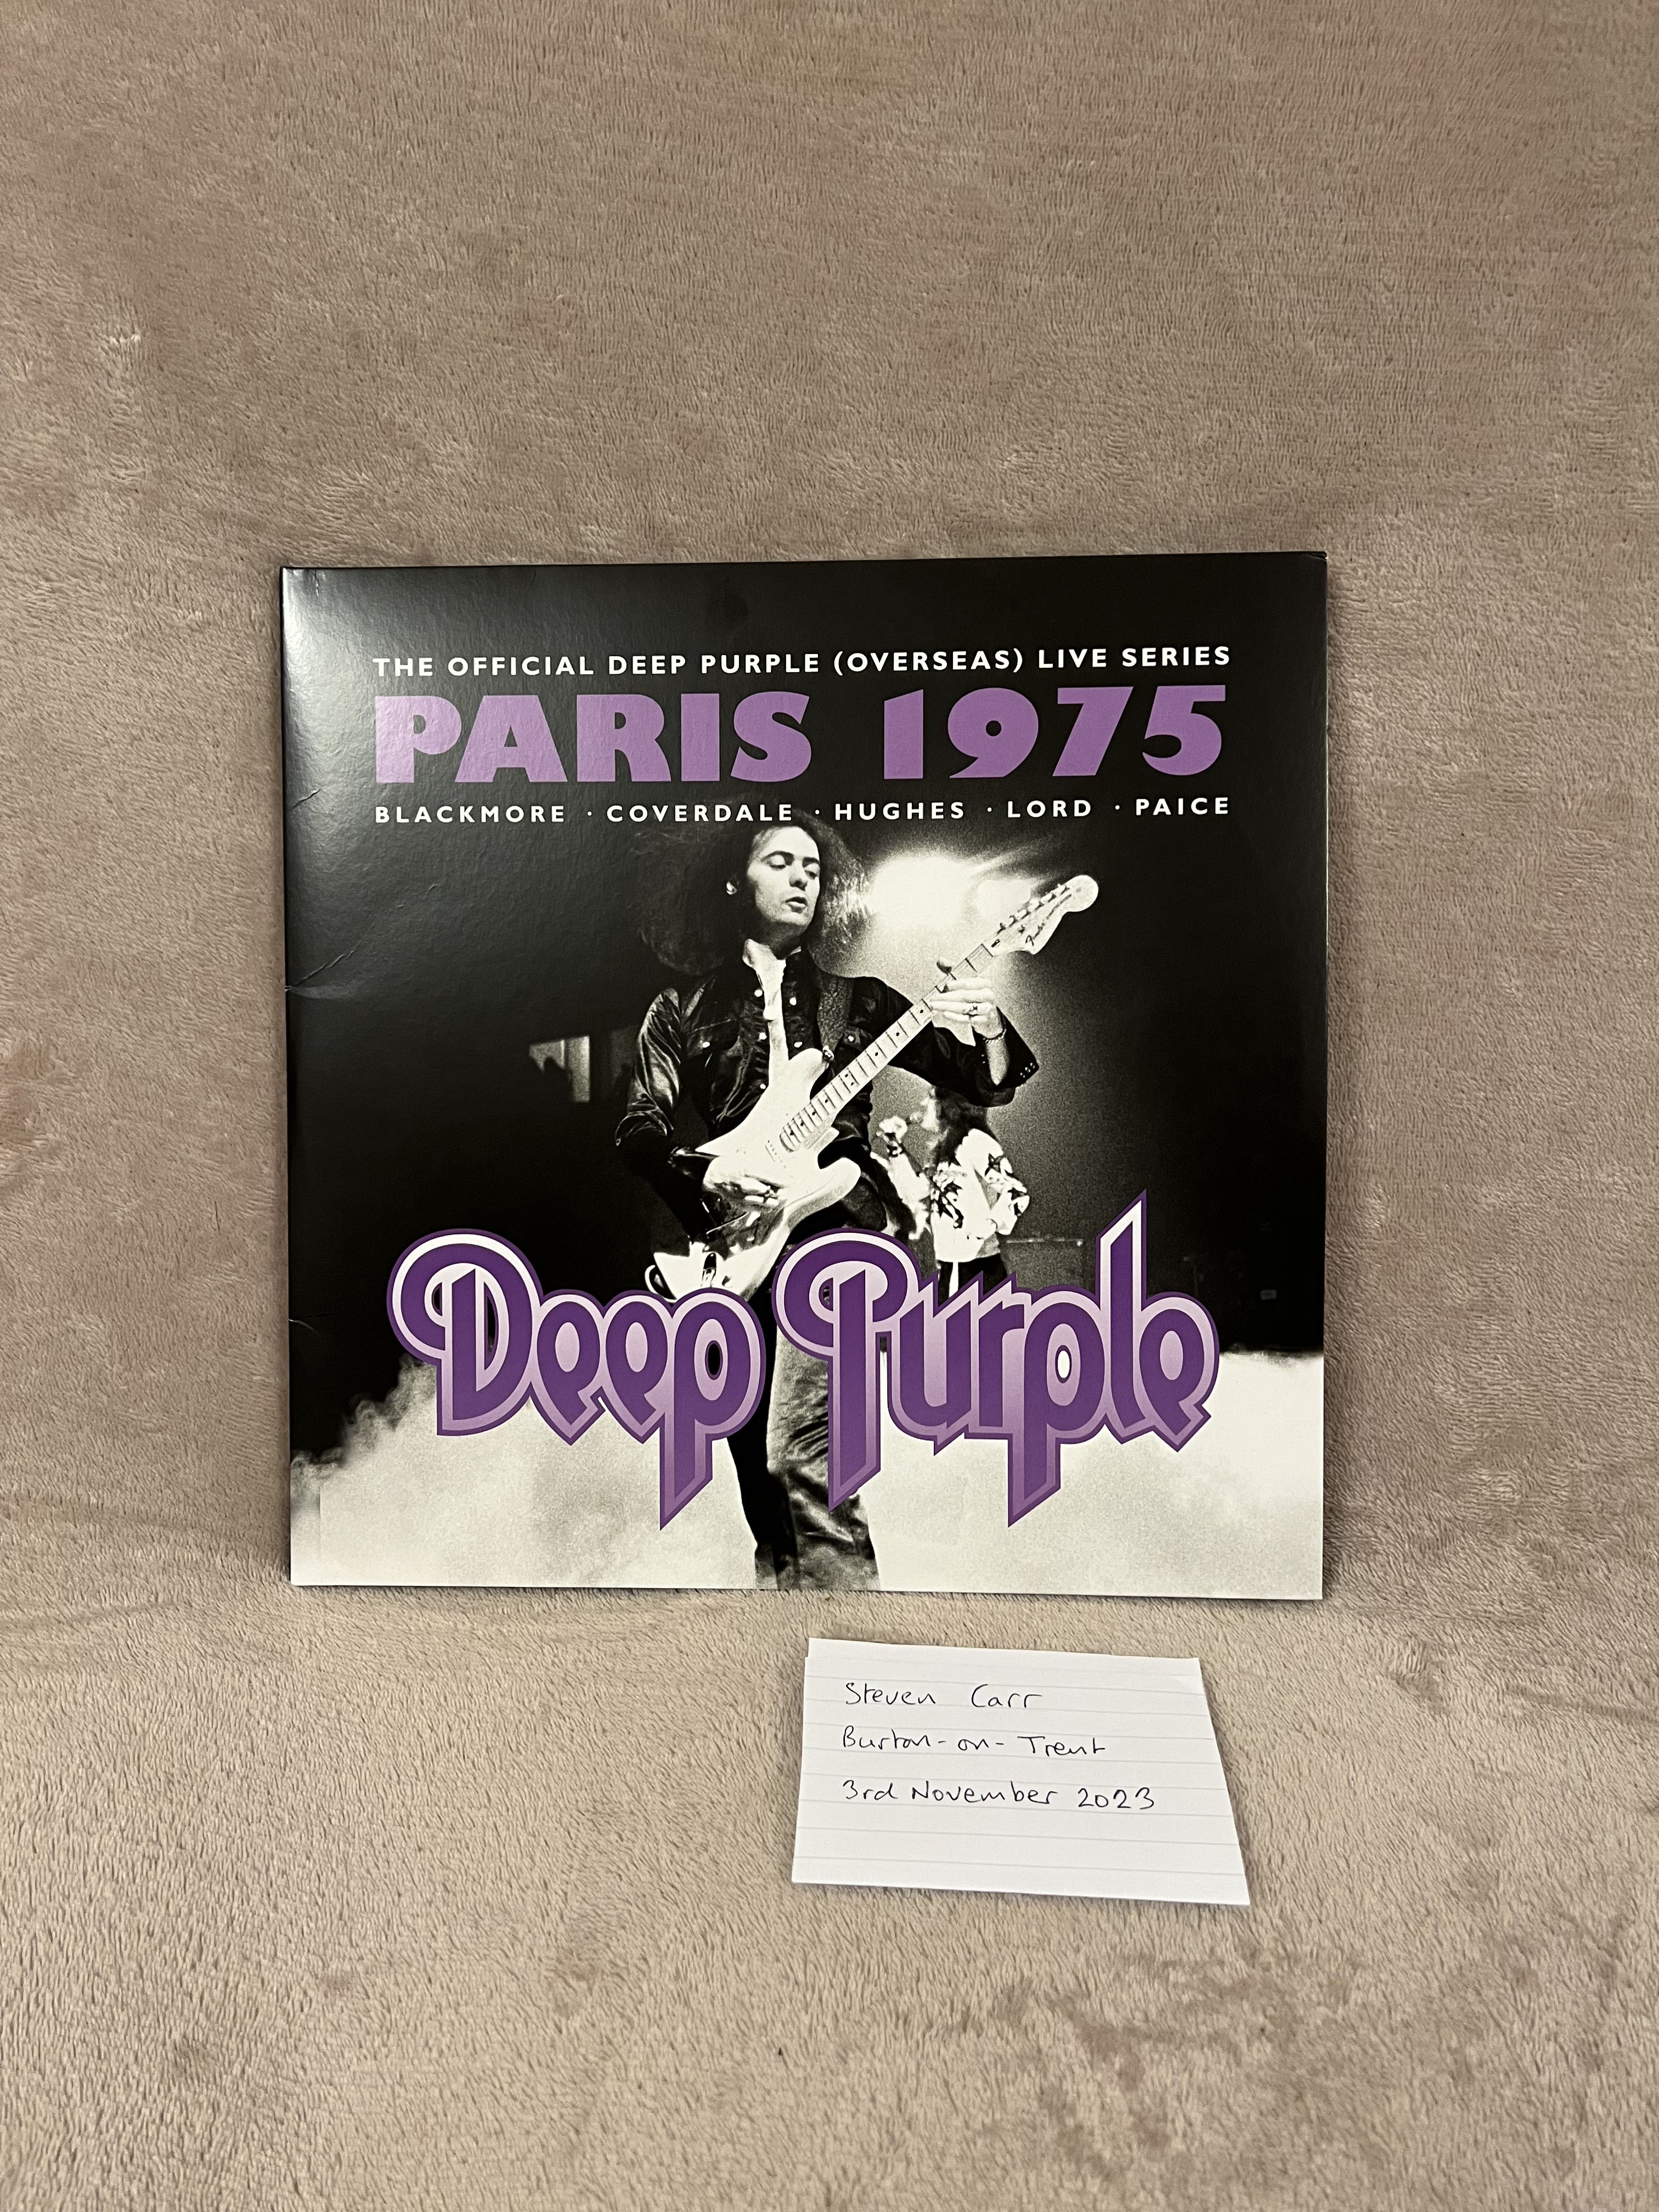 THE OFFICIAL DEEP PURPLE (OVERSEAS) LIVE SERIES
PARIS 1975
BLACKMORE · COVERDALE · HUGHES · LORD · PAICE
Fender
Deep Purple
Steven Carr
Burton-on-Trent
3rd November 2023